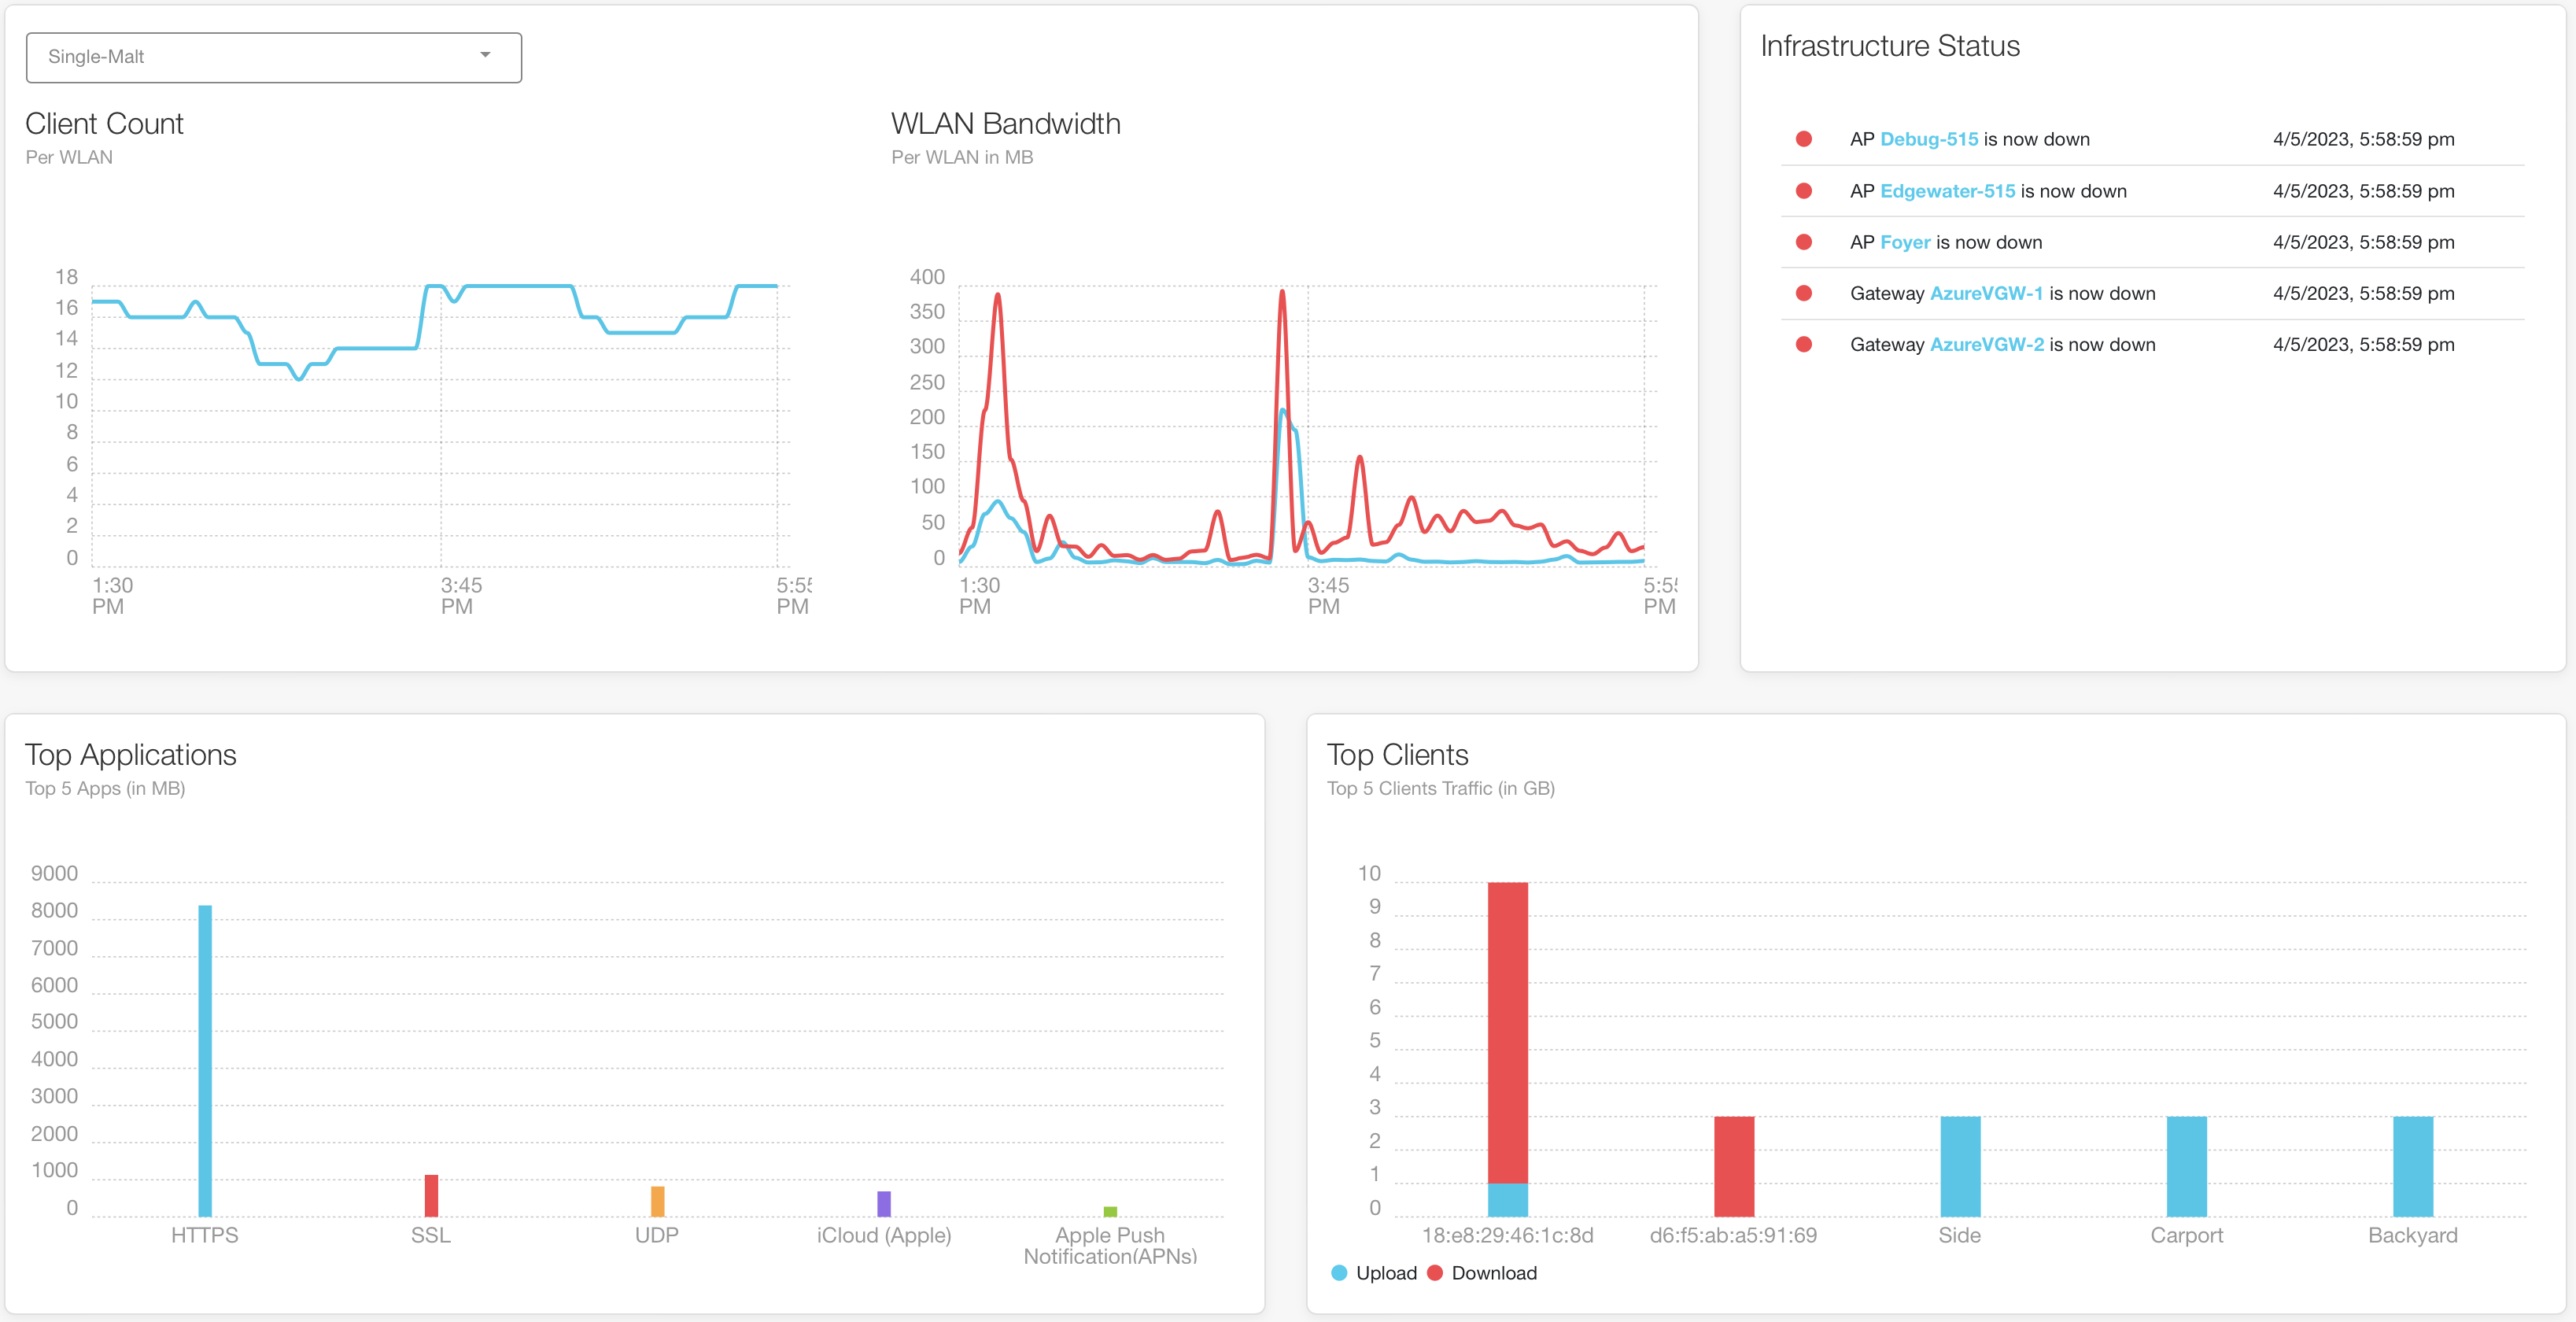 Single-Malt
Client Count
Per WLAN
18
16
14
12
10
8
6
4
2
0
1:30
PM
3:45
PM
5:55
PM
WLAN Bandwidth
Per WLAN in MB
400
350
300
250
200
150
100
50
0
1:30
PM
3:45
PM
5:55
PM
Infrastructure Status
AP Debug-515 is now down 4/5/2023, 5:58:59 pm
AP Edgewater-515 is now down 4/5/2023, 5:58:59 pm
AP Foyer is now down 4/5/2023, 5:58:59 pm
Gateway AzureVGW-1 is now down 4/5/2023, 5:58:59 pm
Gateway AzureVGW-2 is now down 4/5/2023, 5:58:59 pm
Top Applications
Top 5 Apps (in MB)
9000
8000
7000
6000
5000
4000
3000
2000
1000
0
HTTPS
SSL
UDP
iCloud (Apple)
Apple Push
Notification(APNs)
Top Clients
Top 5 Clients Traffic (in GB)
10
9
8
7
6
5
4
3
2
1
0
18:e8:29:46:1c:8d
d6:f5:ab:a5:91:69
Side
Carport
Backyard
Upload
Download